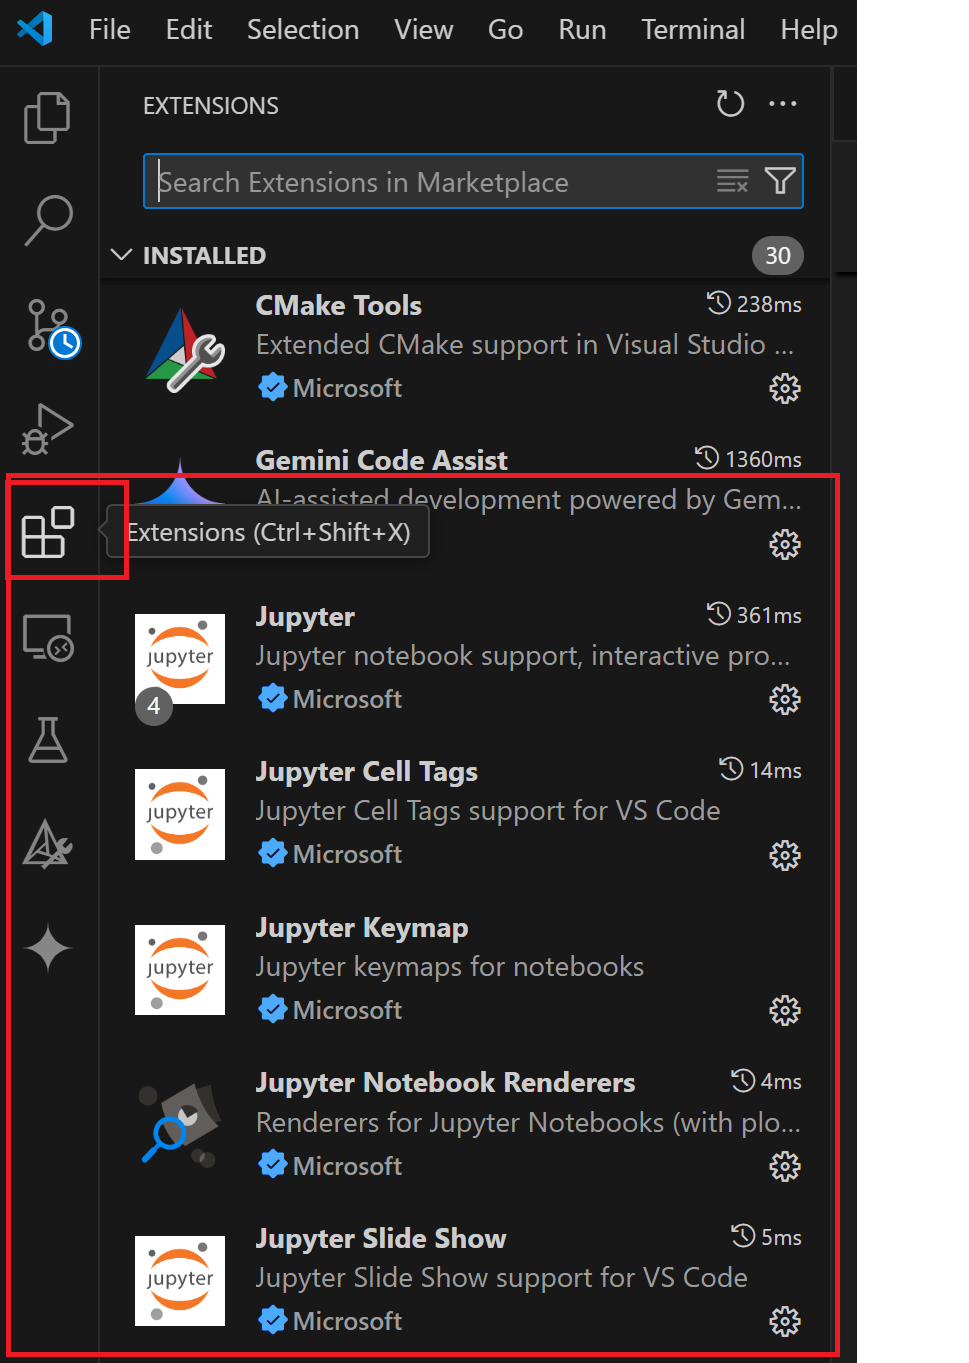 File Edit Selection View Go Run Terminal Help
EXTENSIONS
Search Extensions in Marketplace
INSTALLED 30
CMake Tools 238ms
Extended CMake support in Visual Studio ...
Microsoft
Gemini Code Assist 1360ms
AI-assisted development powered by Gem...
Extensions (Ctrl+Shift+X)
Jupyter 361ms
jupyter
Jupyter notebook support, interactive pro...
4 Microsoft
Jupyter Cell Tags 14ms
jupyter
Jupyter Cell Tags support for VS Code
Microsoft
Jupyter Keymap
jupyter
Jupyter keymaps for notebooks
Microsoft
Jupyter Notebook Renderers 4ms
Renderers for Jupyter Notebooks (with plo...
Microsoft
Jupyter Slide Show 5ms
jupyter
Jupyter Slide Show support for VS Code
Microsoft